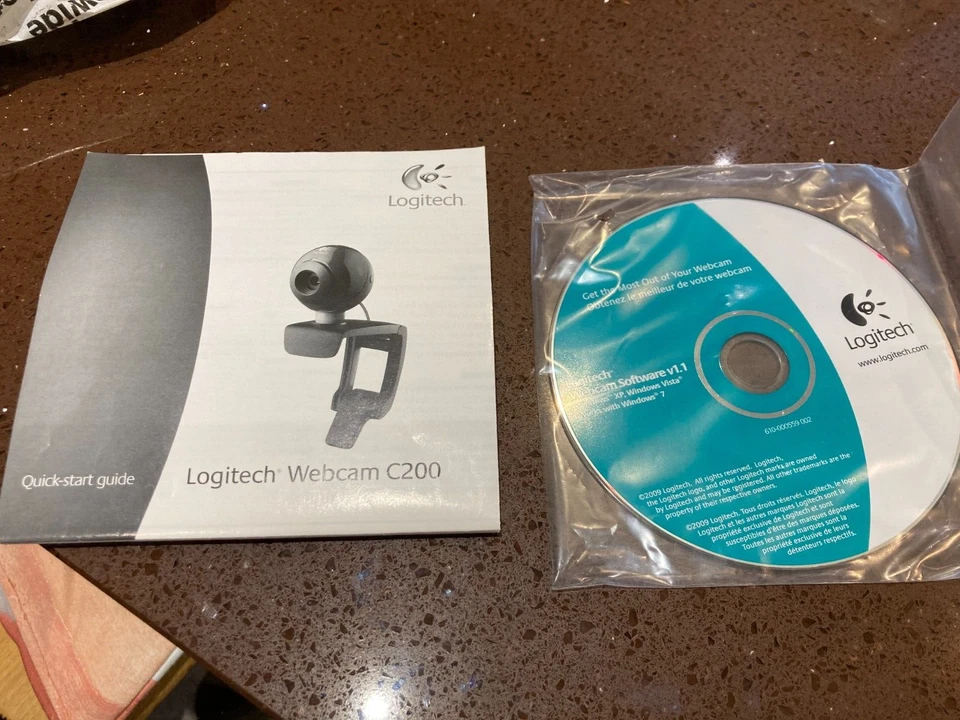 Logitech
Quick-start guide
Logitech® Webcam C200
Get the Most Out of Your Webcam
Obtenez le meilleur de votre webcam
Logitech®
www.logitech.com
Logitech®
Webcam Software v1.1
XP, Windows Vista™
with Windows® 7
610-000559.002
©2009 Logitech. All rights reserved. Logitech,
the Logitech logo, and other Logitech marks are owned
by Logitech and may be registered. All other trademarks are the
property of their respective owners.
©2009 Logitech. Tous droits réservés. Logitech, le logo
Logitech et les autres marques Logitech sont la
propriété exclusive de Logitech et sont
susceptibles d'être des marques déposées.
Toutes les autres marques sont la
propriété exclusive de leurs
détenteurs respectifs.